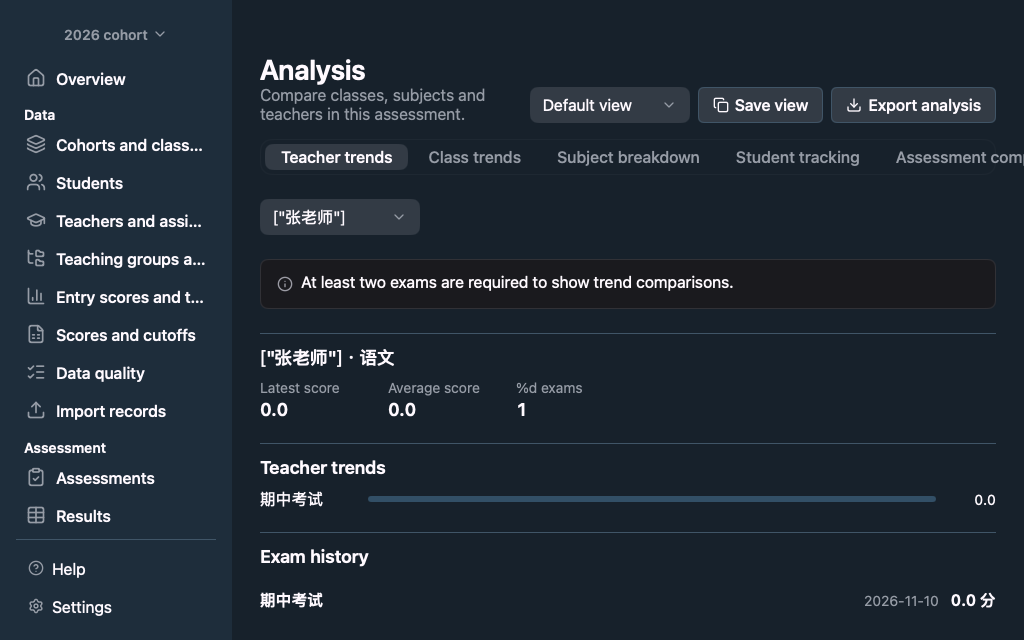 2026 cohort
Overview
Data
Cohorts and class...
Students
Teachers and assi...
Teaching groups a...
Entry scores and t...
Scores and cutoffs
Data quality
Import records
Assessment
Assessments
Results
Help
Settings
Analysis
Compare classes, subjects and
teachers in this assessment.
Default view
Save view
Export analysis
Teacher trends
Class trends
Subject breakdown
Student tracking
Assessment com
["张老师"]
At least two exams are required to show trend comparisons.
["张老师"] · 语文
Latest score
Average score
%d exams
0.0
0.0
1
Teacher trends
期中考试
0.0
Exam history
期中考试
2026-11-10
0.0 分